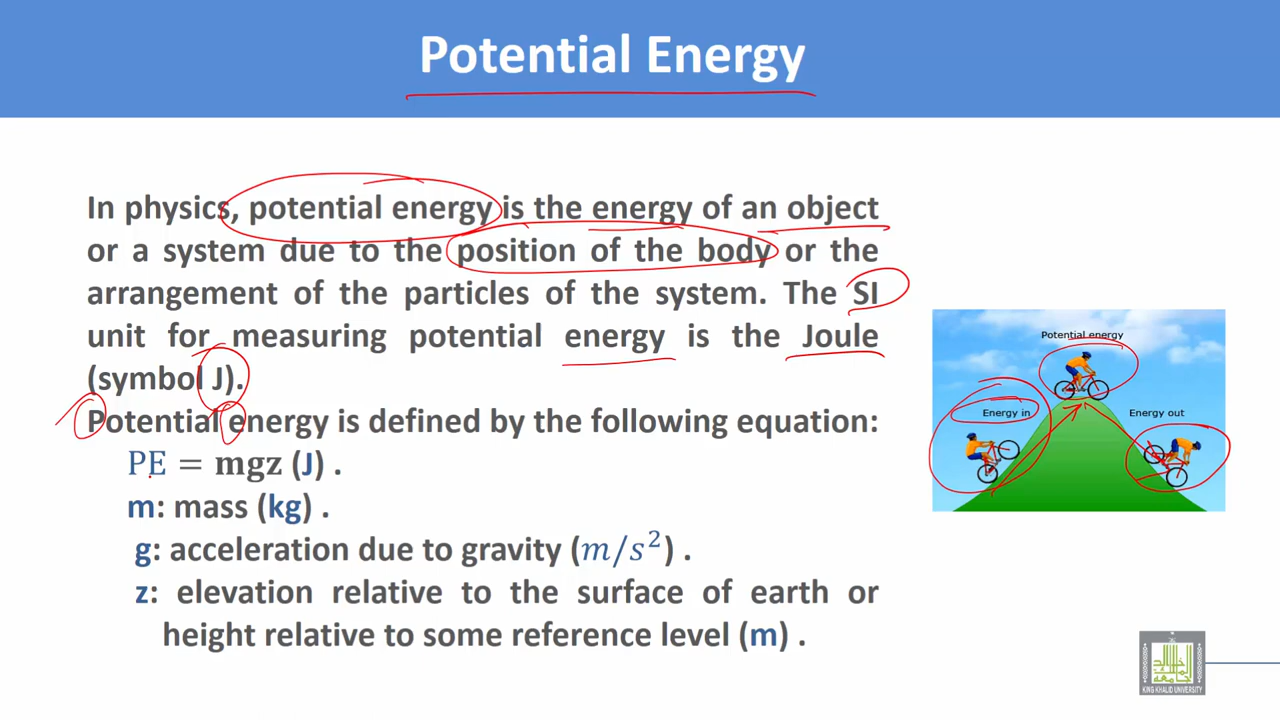 Potential Energy
In physics, potential energy is the energy of an object
or a system due to the position of the body or the
arrangement of the particles of the system. The SI
unit for measuring potential energy is the Joule
(symbol J).
Potential energy is defined by the following equation:
PE = mgz (J) .
m: mass (kg) .
g: acceleration due to gravity (m/s²) .
z: elevation relative to the surface of earth or
height relative to some reference level (m) .
Potential energy
Energy in
Energy out
KING KHALID UNIVERSITY